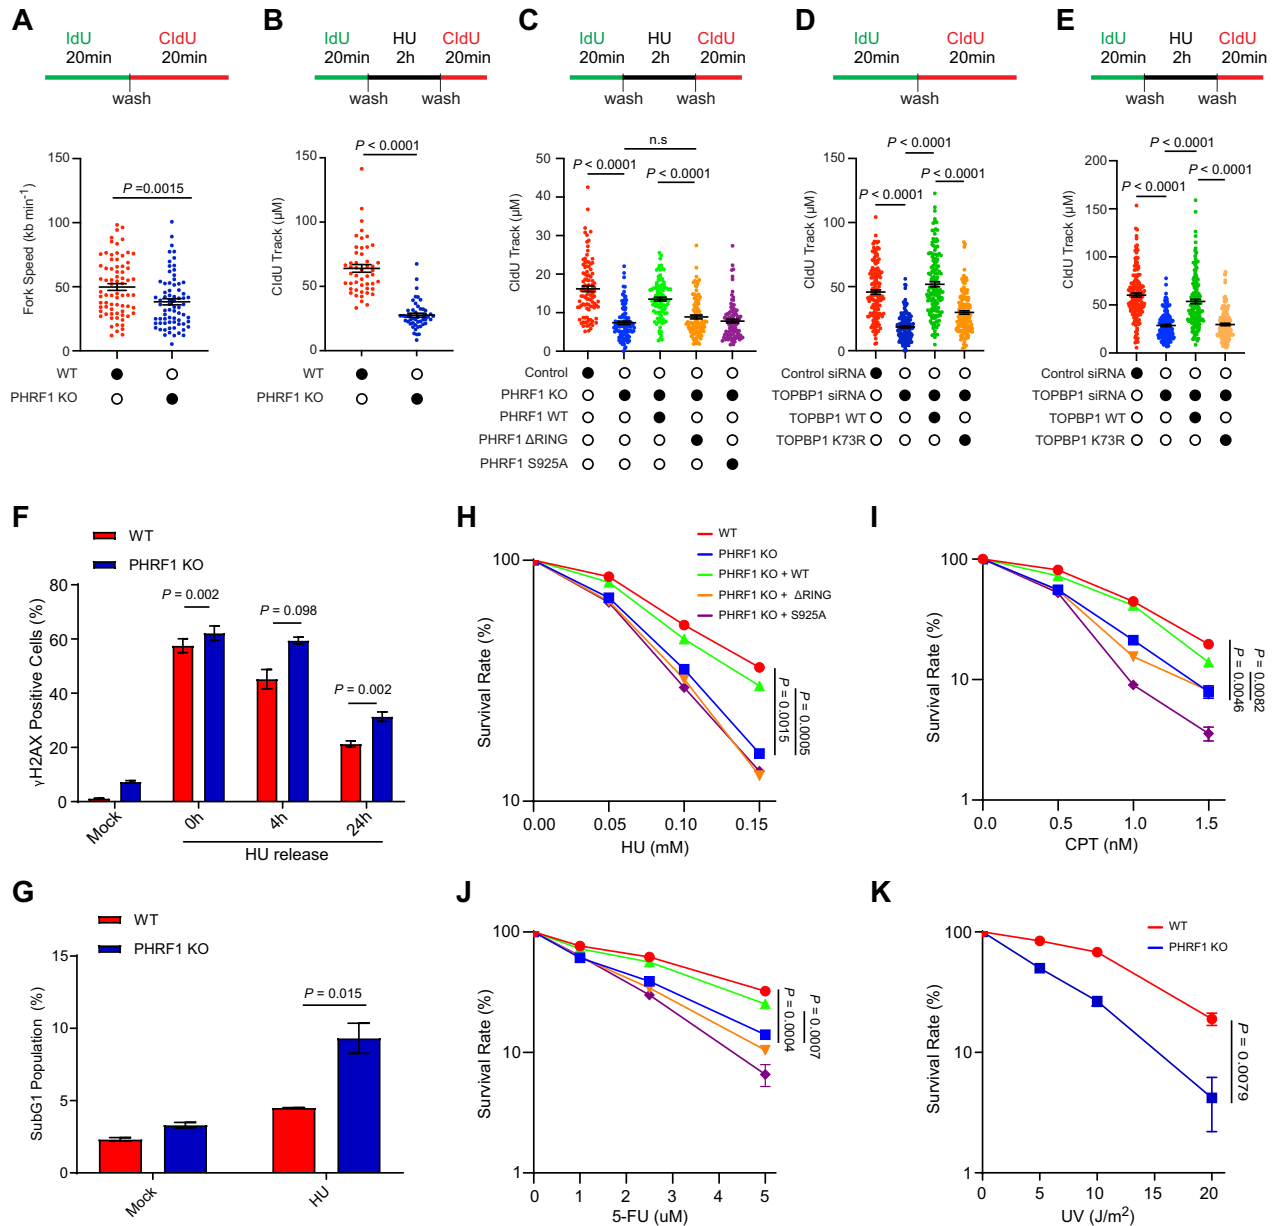 A
IdU
CldU
20min
20min
wash
150
100
50
0
Fork Speed (kb min⁻¹)
P =0.0015
WT
PHRF1 KO
B
IdU
HU
CldU
20min
2h
20min
wash
wash
150
100
50
0
CldU Track (μM)
P < 0.0001
WT
PHRF1 KO
C
IdU
HU
CldU
20min
2h
20min
wash
wash
50
40
30
20
10
0
CldU Track (μM)
n.s
P < 0.0001
P < 0.0001
Control
PHRF1 KO
PHRF1 WT
PHRF1 ΔRING
PHRF1 S925A
D
IdU
CldU
20min
20min
wash
150
100
50
0
CldU Track (μM)
P < 0.0001
P < 0.0001
P < 0.0001
Control siRNA
TOPBP1 siRNA
TOPBP1 WT
TOPBP1 K73R
E
IdU
HU
CldU
20min
2h
20min
wash
wash
200
150
100
50
0
CldU Track (μM)
P < 0.0001
P < 0.0001
P < 0.0001
Control siRNA
TOPBP1 siRNA
TOPBP1 WT
TOPBP1 K73R
F
WT
PHRF1 KO
80
60
40
20
0
γH2AX Positive Cells (%)
P = 0.002
P = 0.098
P = 0.002
Mock
0h
4h
24h
HU release
G
WT
PHRF1 KO
15
10
5
0
SubG1 Population (%)
P = 0.015
Mock
HU
H
WT
PHRF1 KO
PHRF1 KO + WT
PHRF1 KO + ΔRING
PHRF1 KO + S925A
100
10
Survival Rate (%)
P = 0.0015
P = 0.0005
0.00
0.05
0.10
0.15
HU (mM)
I
100
10
1
Survival Rate (%)
P = 0.0046
P = 0.0082
0.0
0.5
1.0
1.5
CPT (nM)
J
100
10
1
Survival Rate (%)
P = 0.0004
P = 0.0007
0
1
2
3
4
5
5-FU (uM)
K
WT
PHRF1 KO
100
10
1
Survival Rate (%)
P = 0.0079
0
5
10
15
20
UV (J/m²)